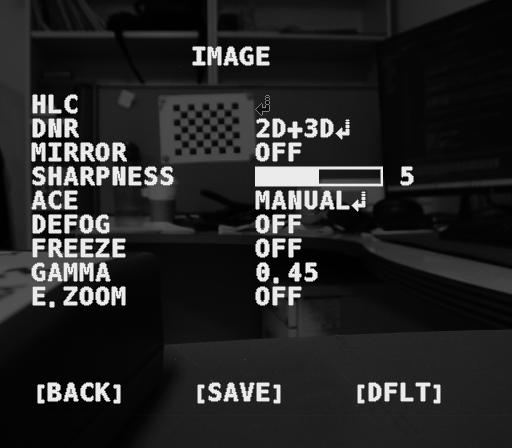 IMAGE
HLC ↲
DNR 2D+3D↲
MIRROR OFF
SHARPNESS 5
ACE MANUAL↲
DEFOG OFF
FREEZE OFF
GAMMA 0.45
E.ZOOM OFF
[BACK] [SAVE] [DFLT]